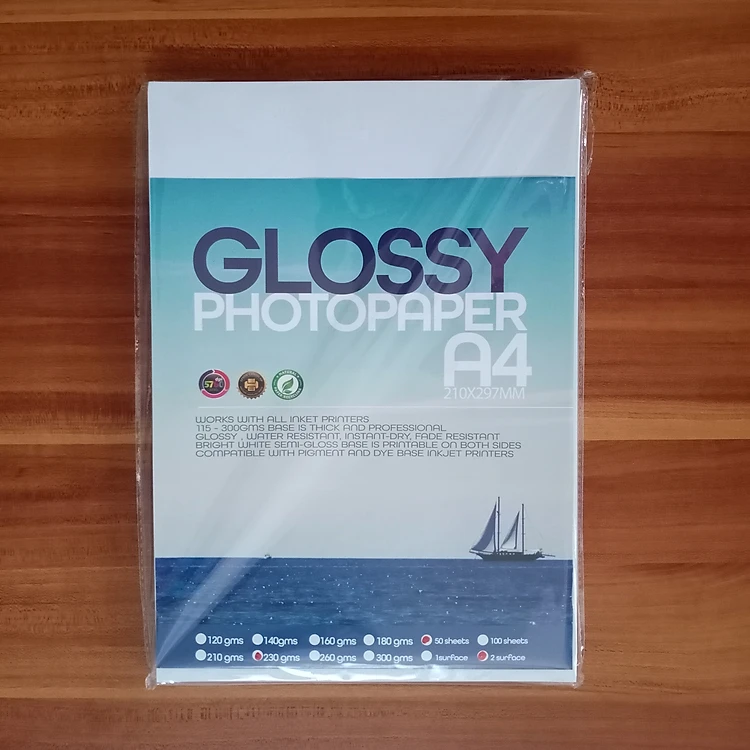 GLOSSY
PHOTOPAPER
A4
210X297MM
WORKS WITH ALL INKET PRINTERS
115 - 300GMS BASE IS THICK AND PROFESSIONAL
GLOSSY , WATER RESISTANT, INSTANT-DRY, FADE RESISTANT
BRIGHT WHITE SEMI-GLOSS BASE IS PRINTABLE ON BOTH SIDES
COMPATIBLE WITH PIGMENT AND DYE BASE INKJET PRINTERS
120 gms 140gms 160 gms 180 gms 50 sheets 100 sheets
210 gms 230 gms 260 gms 300 gms 1 surface 2 surface